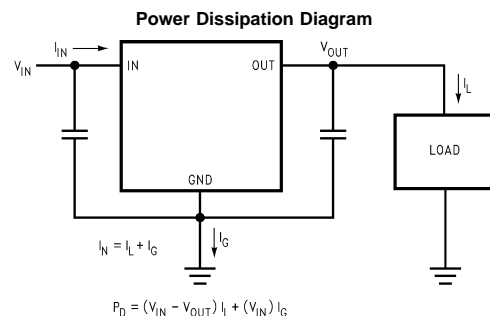 Power Dissipation Diagram
I_IN
V_IN
IN
OUT
V_OUT
I_L
LOAD
GND
I_G
I_N = I_L + I_G
P_D = (V_IN – V_OUT) I_L + (V_IN) I_G